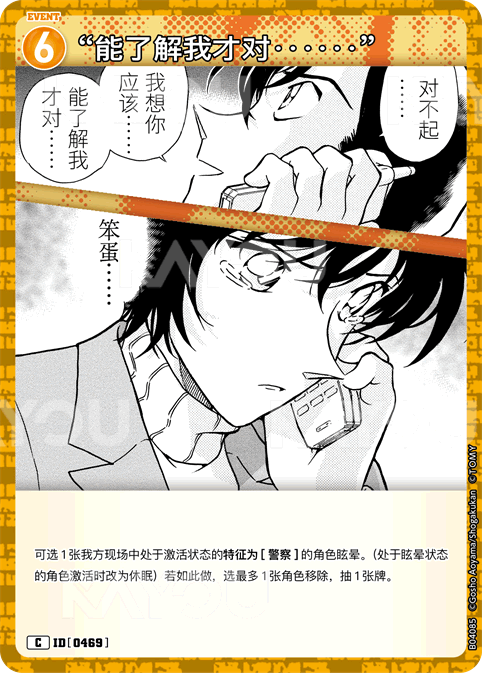 EVENT
6
“能了解我才对······”
对不起
······
我想你
应该······
能了解我
才对······
笨蛋······
KAYOU
可选1张我方现场中处于激活状态的特征为[警察]的角色眩晕。(处于眩晕状态
的角色激活时改为休眠) 若如此做，选最多1张角色移除，抽1张牌。
C ID[0469]
B04085 ©Gosho Aoyama/Shogakukan ©TOMY